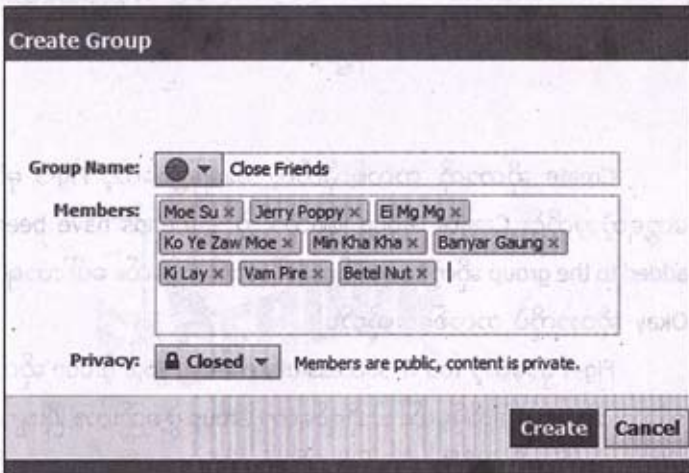 Create Group
Group Name: Close Friends
Members: Moe Su × Jerry Poppy × Ei Mg Mg ×
Ko Ye Zaw Moe × Min Kha Kha × Banyar Gaung ×
Ki Lay × Vam Pire × Betel Nut ×
Privacy: Closed Members are public, content is private.
Create Cancel